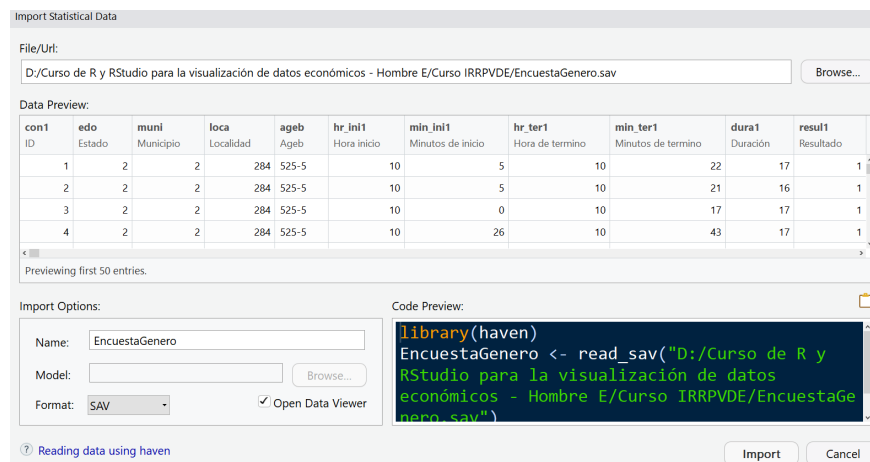 Import Statistical Data
File/Url:
D:/Curso de R y RStudio para la visualización de datos económicos - Hombre E/Curso IRRPVDE/EncuestaGenero.sav
Browse...
Data Preview:
con1 edo muni loca ageb hr_ini1 min_ini1 hr_ter1 min_ter1 dura1 resul1
ID Estado Municipio Localidad Ageb Hora inicio Minutos de inicio Hora de termino Minutos de termino Duración Resultado
1 2 2 284 525-5 10 5 10 22 17 1
2 2 2 284 525-5 10 5 10 21 16 1
3 2 2 284 525-5 10 0 10 17 17 1
4 2 2 284 525-5 10 26 10 43 17 1
Previewing first 50 entries.
Import Options:
Name: EncuestaGenero
Model: Browse...
Format: SAV Open Data Viewer
Code Preview:
library(haven)
EncuestaGenero <- read_sav("D:/Curso de R y
RStudio para la visualización de datos
económicos - Hombre E/Curso IRRPVDE/EncuestaGe
nero.sav")
? Reading data using haven
Import Cancel